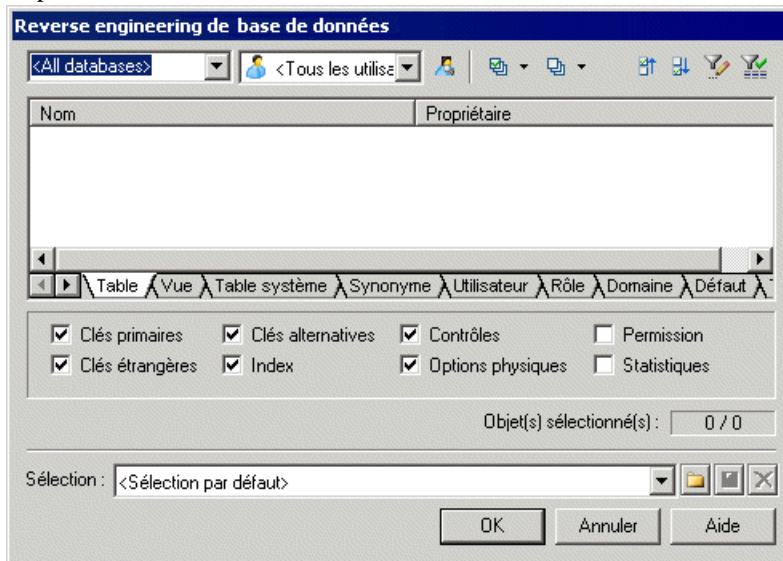 Reverse engineering de base de données
<All databases> <Tous les utilisa
Nom Propriétaire
Table Vue Table système Synonyme Utilisateur Rôle Domaine Défaut
Clés primaires Clés alternatives Contrôles Permission
Clés étrangères Index Options physiques Statistiques
Objet(s) sélectionné(s) : 0 / 0
Sélection : <Sélection par défaut>
OK Annuler Aide